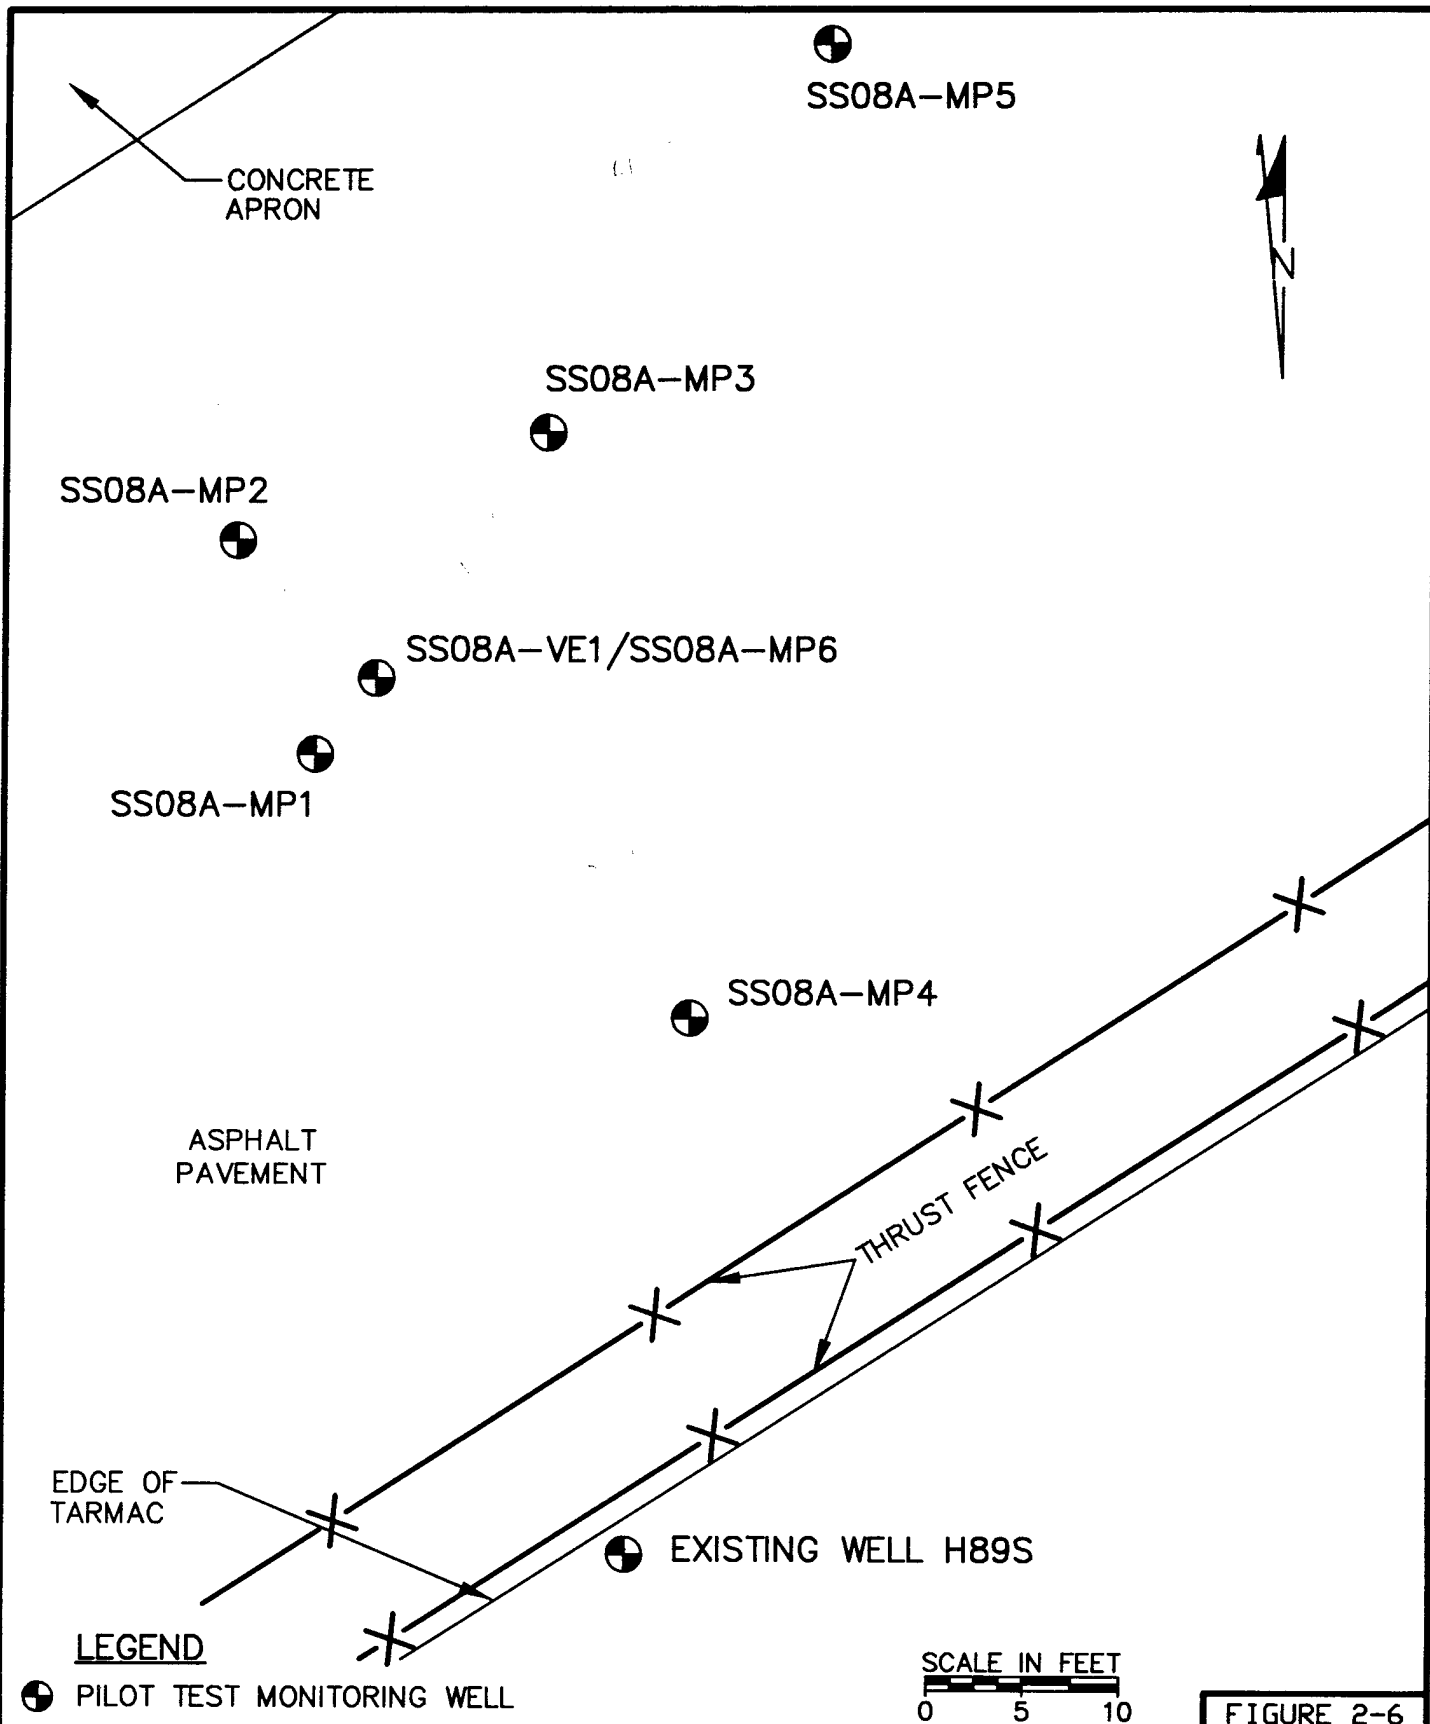 SS08A-MP5
CONCRETE
APRON
N
SS08A-MP3
SS08A-MP2
SS08A-VE1/SS08A-MP6
SS08A-MP1
SS08A-MP4
ASPHALT
PAVEMENT
THRUST FENCE
EDGE OF
TARMAC
EXISTING WELL H89S
LEGEND
PILOT TEST MONITORING WELL
SCALE IN FEET
0 5 10
FIGURE 2-6